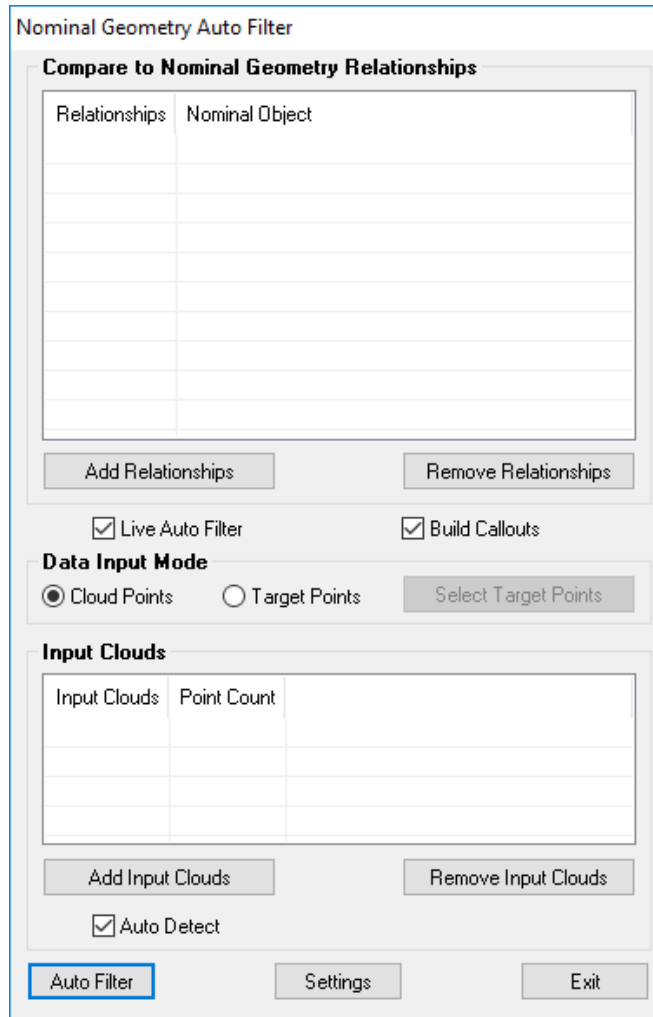 Nominal Geometry Auto Filter
Compare to Nominal Geometry Relationships
Relationships Nominal Object
Add Relationships Remove Relationships
Live Auto Filter Build Callouts
Data Input Mode
Cloud Points Target Points Select Target Points
Input Clouds
Input Clouds Point Count
Add Input Clouds Remove Input Clouds
Auto Detect
Auto Filter Settings Exit